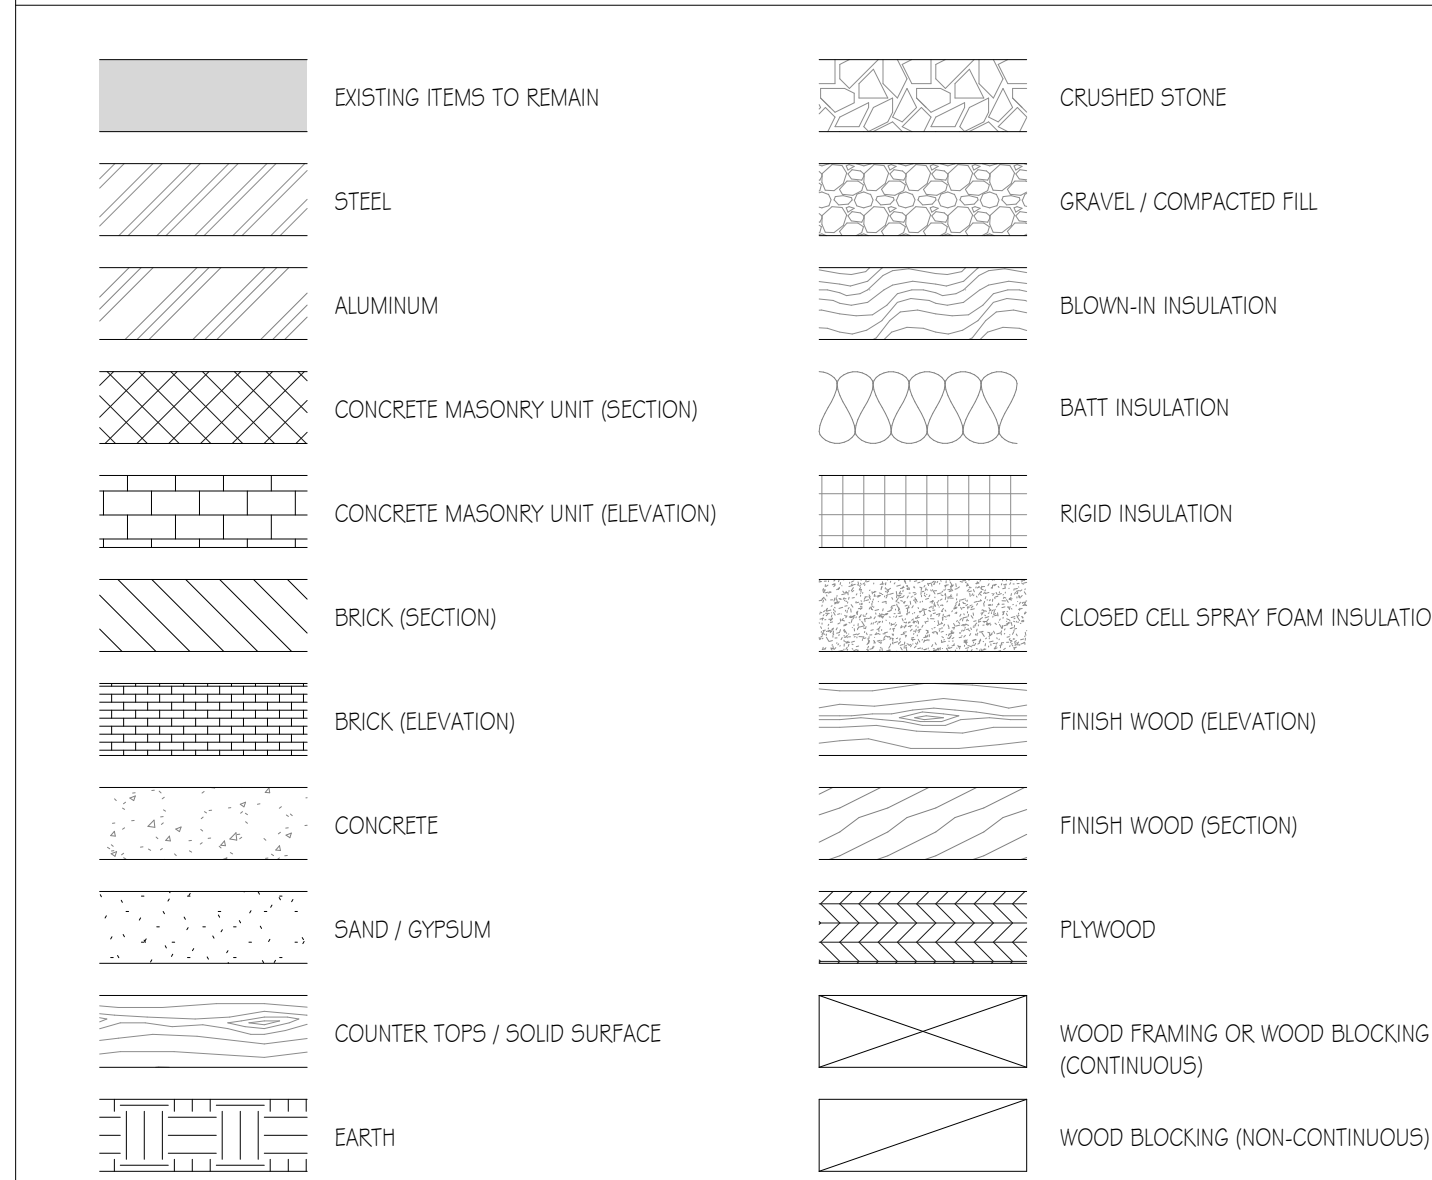 EXISTING ITEMS TO REMAIN
STEEL
ALUMINUM
CONCRETE MASONRY UNIT (SECTION)
CONCRETE MASONRY UNIT (ELEVATION)
BRICK (SECTION)
BRICK (ELEVATION)
CONCRETE
SAND / GYPSUM
COUNTER TOPS / SOLID SURFACE
EARTH
CRUSHED STONE
GRAVEL / COMPACTED FILL
BLOWN-IN INSULATION
BATT INSULATION
RIGID INSULATION
CLOSED CELL SPRAY FOAM INSULATIO
FINISH WOOD (ELEVATION)
FINISH WOOD (SECTION)
PLYWOOD
WOOD FRAMING OR WOOD BLOCKING
(CONTINUOUS)
WOOD BLOCKING (NON-CONTINUOUS)